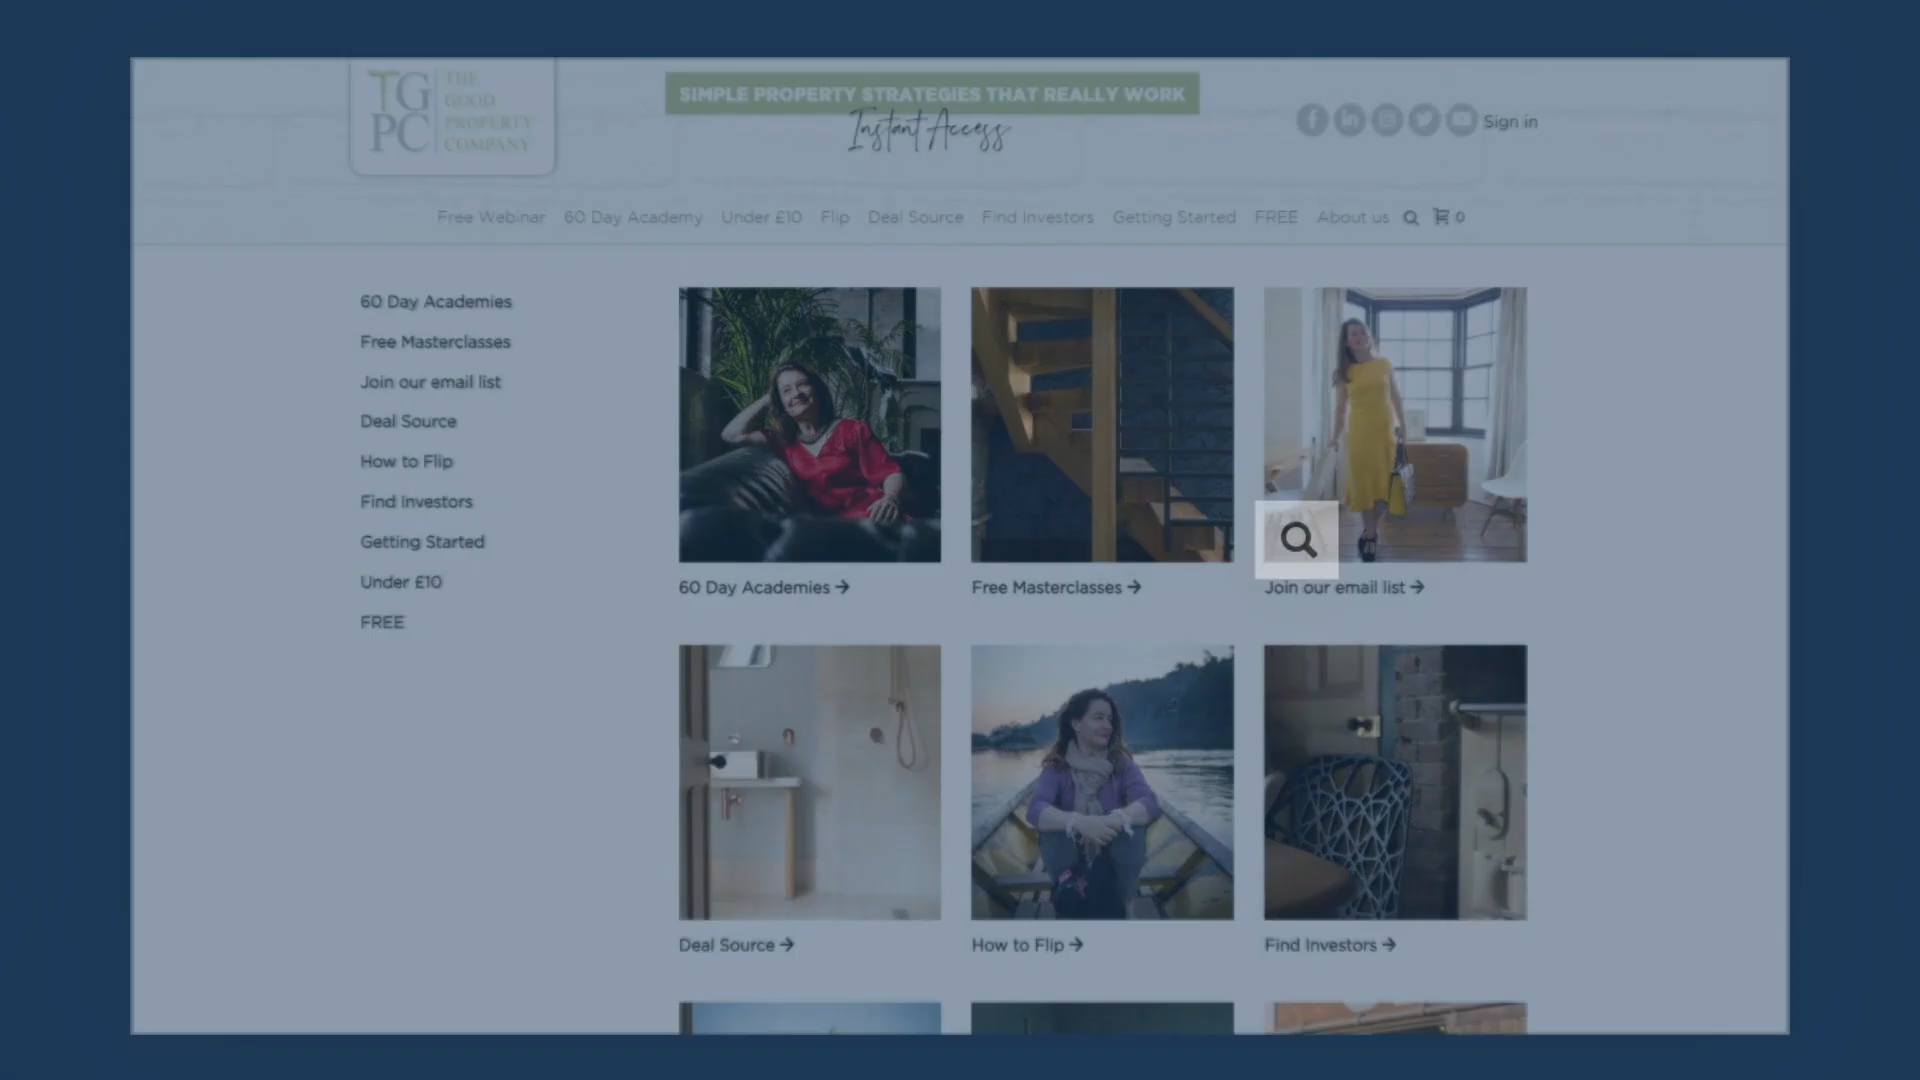 TG
PC
THE
GOOD
PROPERTY
COMPANY
SIMPLE PROPERTY STRATEGIES THAT REALLY WORK
Instant Access
Sign in
Free Webinar 60 Day Academy Under £10 Flip Deal Source Find Investors Getting Started FREE About us 0
60 Day Academies
Free Masterclasses
Join our email list
Deal Source
How to Flip
Find Investors
Getting Started
Under £10
FREE
60 Day Academies →
Free Masterclasses →
Join our email list →
Deal Source →
How to Flip →
Find Investors →